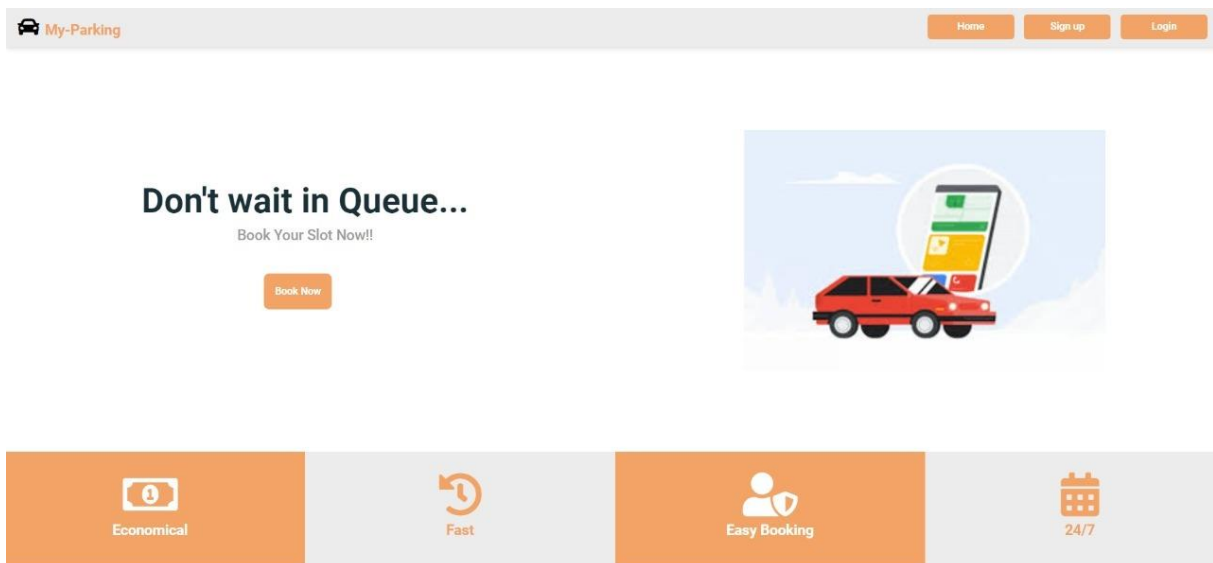 My-Parking
Home
Sign up
Login
Don't wait in Queue...
Book Your Slot Now!!
Book Now
1
Economical
Fast
Easy Booking
24/7